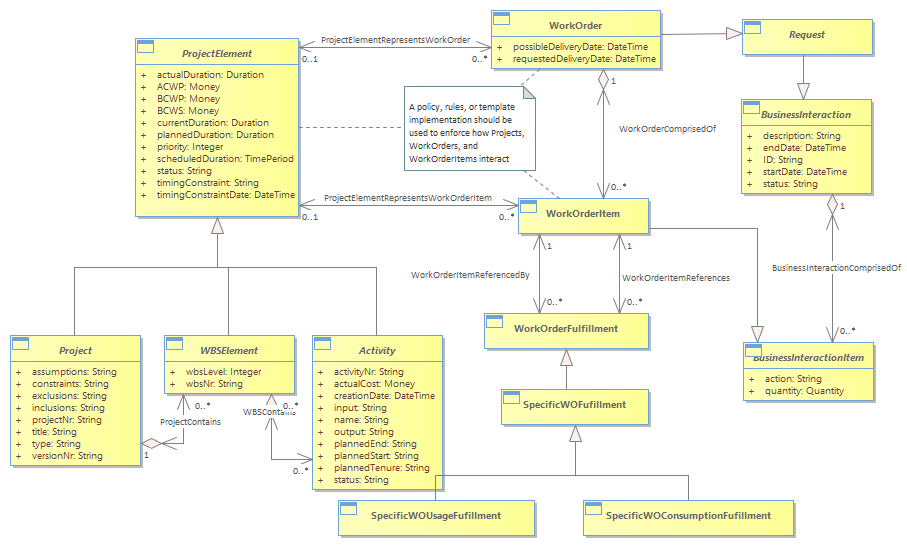 WorkOrder
+ possibleDeliveryDate: DateTime
+ requestedDeliveryDate: DateTime
Request
ProjectElementRepresentsWorkOrder
0..1
0..*
ProjectElement
+ actualDuration: Duration
+ ACWP: Money
+ BCWP: Money
+ BCWS: Money
+ currentDuration: Duration
+ plannedDuration: Duration
+ priority: Integer
+ scheduledDuration: TimePeriod
+ status: String
+ timingConstraint: String
+ timingConstraintDate: DateTime
A policy, rules, or template
implementation should be
used to enforce how Projects,
WorkOrders, and
WorkOrderItems interact
1
WorkOrderComprisedOf
0..*
BusinessInteraction
+ description: String
+ endDate: DateTime
+ ID: String
+ startDate: DateTime
+ status: String
ProjectElementRepresentsWorkOrderItem
0..1
0..*
WorkOrderItem
1
BusinessInteractionComprisedOf
0..*
1
1
WorkOrderItemReferencedBy
WorkOrderItemReferences
0..*
0..*
WorkOrderFulfillment
BusinessInteractionItem
+ action: String
+ quantity: Quantity
Project
+ assumptions: String
+ constraints: String
+ exclusions: String
+ inclusions: String
+ projectNr: String
+ title: String
+ type: String
+ versionNr: String
WBSElement
+ wbsLevel: Integer
+ wbsNr: String
Activity
+ activityNr: String
+ actualCost: Money
+ creationDate: DateTime
+ input: String
+ name: String
+ output: String
+ plannedEnd: String
+ plannedStart: String
+ plannedTenure: String
+ status: String
0..*
ProjectContains
1
0..*
WBSContains
0..*
SpecificWOFufillment
SpecificWOUsageFufillment
SpecificWOConsumptionFufillment